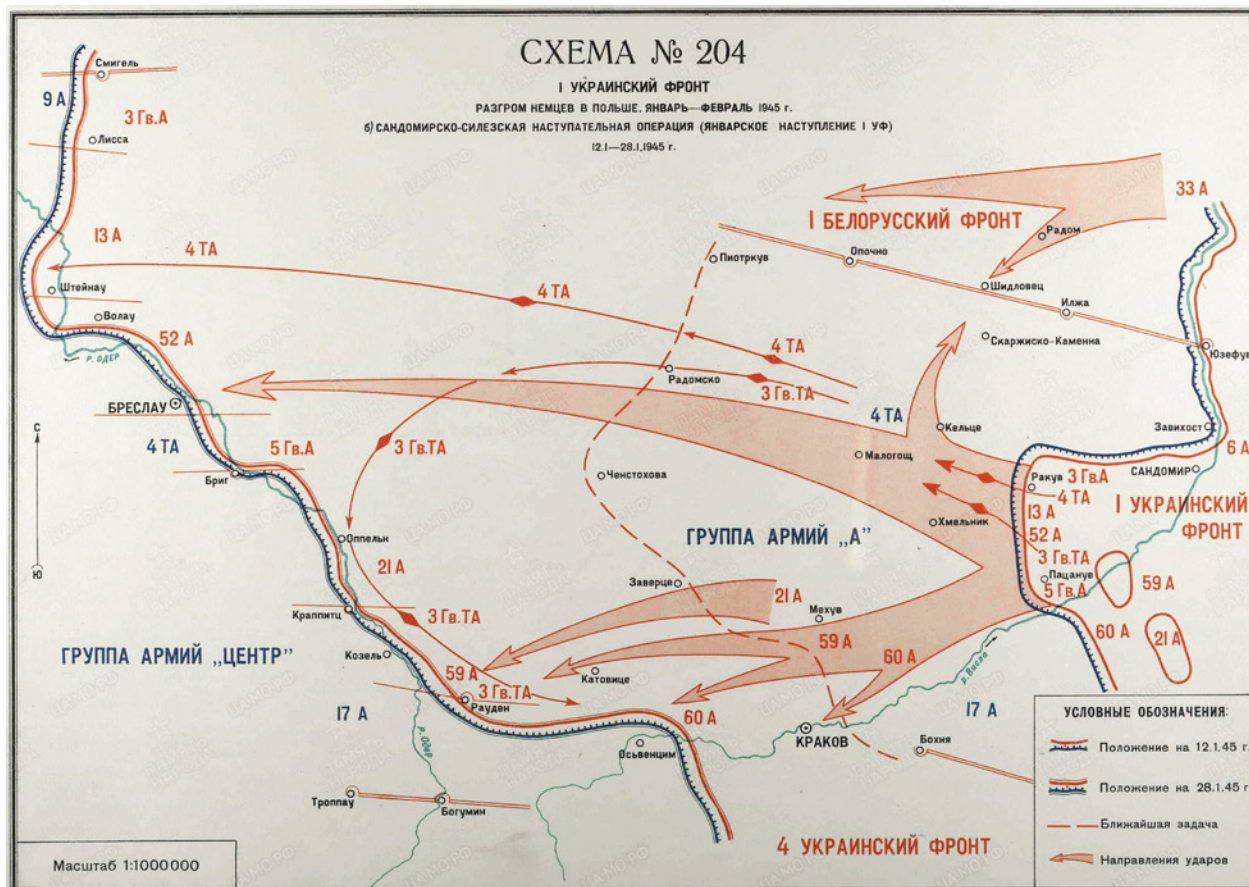 СХЕМА № 204
I УКРАИНСКИЙ ФРОНТ
РАЗГРОМ НЕМЦЕВ В ПОЛЬШЕ. ЯНВАРЬ—ФЕВРАЛЬ 1945 г.
б) САНДОМИРСКО-СИЛЕЗСКАЯ НАСТУПАТЕЛЬНАЯ ОПЕРАЦИЯ (ЯНВАРСКОЕ НАСТУПЛЕНИЕ I УФ)
12.1—28.1.1945 г.
Смигель
9 А
3 Гв.А
Лисса
13 А
4 ТА
Штейнау
Волау
52 А
р. ОДЕР
БРЕСЛАУ
4 ТА
5 Гв.А
Бриг
С
Ю
Оппельн
21 А
Краппитц
3 Гв.ТА
ГРУППА АРМИЙ „ЦЕНТР"
Козель
59 А
3 Гв.ТА
Рауден
17 А
р. Одер
Троппау
Богумин
Масштаб 1:1000000
33 А
I БЕЛОРУССКИЙ ФРОНТ
Радом
Пиотркув
Опочно
Шидловец
Илжа
4 ТА
4 ТА
Скаржиско-Каменна
Юзефув
Радомско
3 Гв.ТА
3 Гв.ТА
4 ТА
Кельце
Завихост
6 А
Малогощ
САНДОМИР
Ченстохова
Ракув
3 Гв.А
4 ТА
13 А
I УКРАИНСКИЙ
ФРОНТ
Хмельник
52 А
ГРУППА АРМИЙ „А"
3 Гв.ТА
Пацанув
5 Гв.А
59 А
Заверце
21 А
Мехув
60 А
21 А
59 А
60 А
Катовице
р. Висла
60 А
КРАКОВ
17 А
Бохня
Осьвенцим
4 УКРАИНСКИЙ ФРОНТ
УСЛОВНЫЕ ОБОЗНАЧЕНИЯ:
Положение на 12.1.45 г.
Положение на 28.1.45 г.
Ближайшая задача
Направления ударов
ЦАМО.РФ